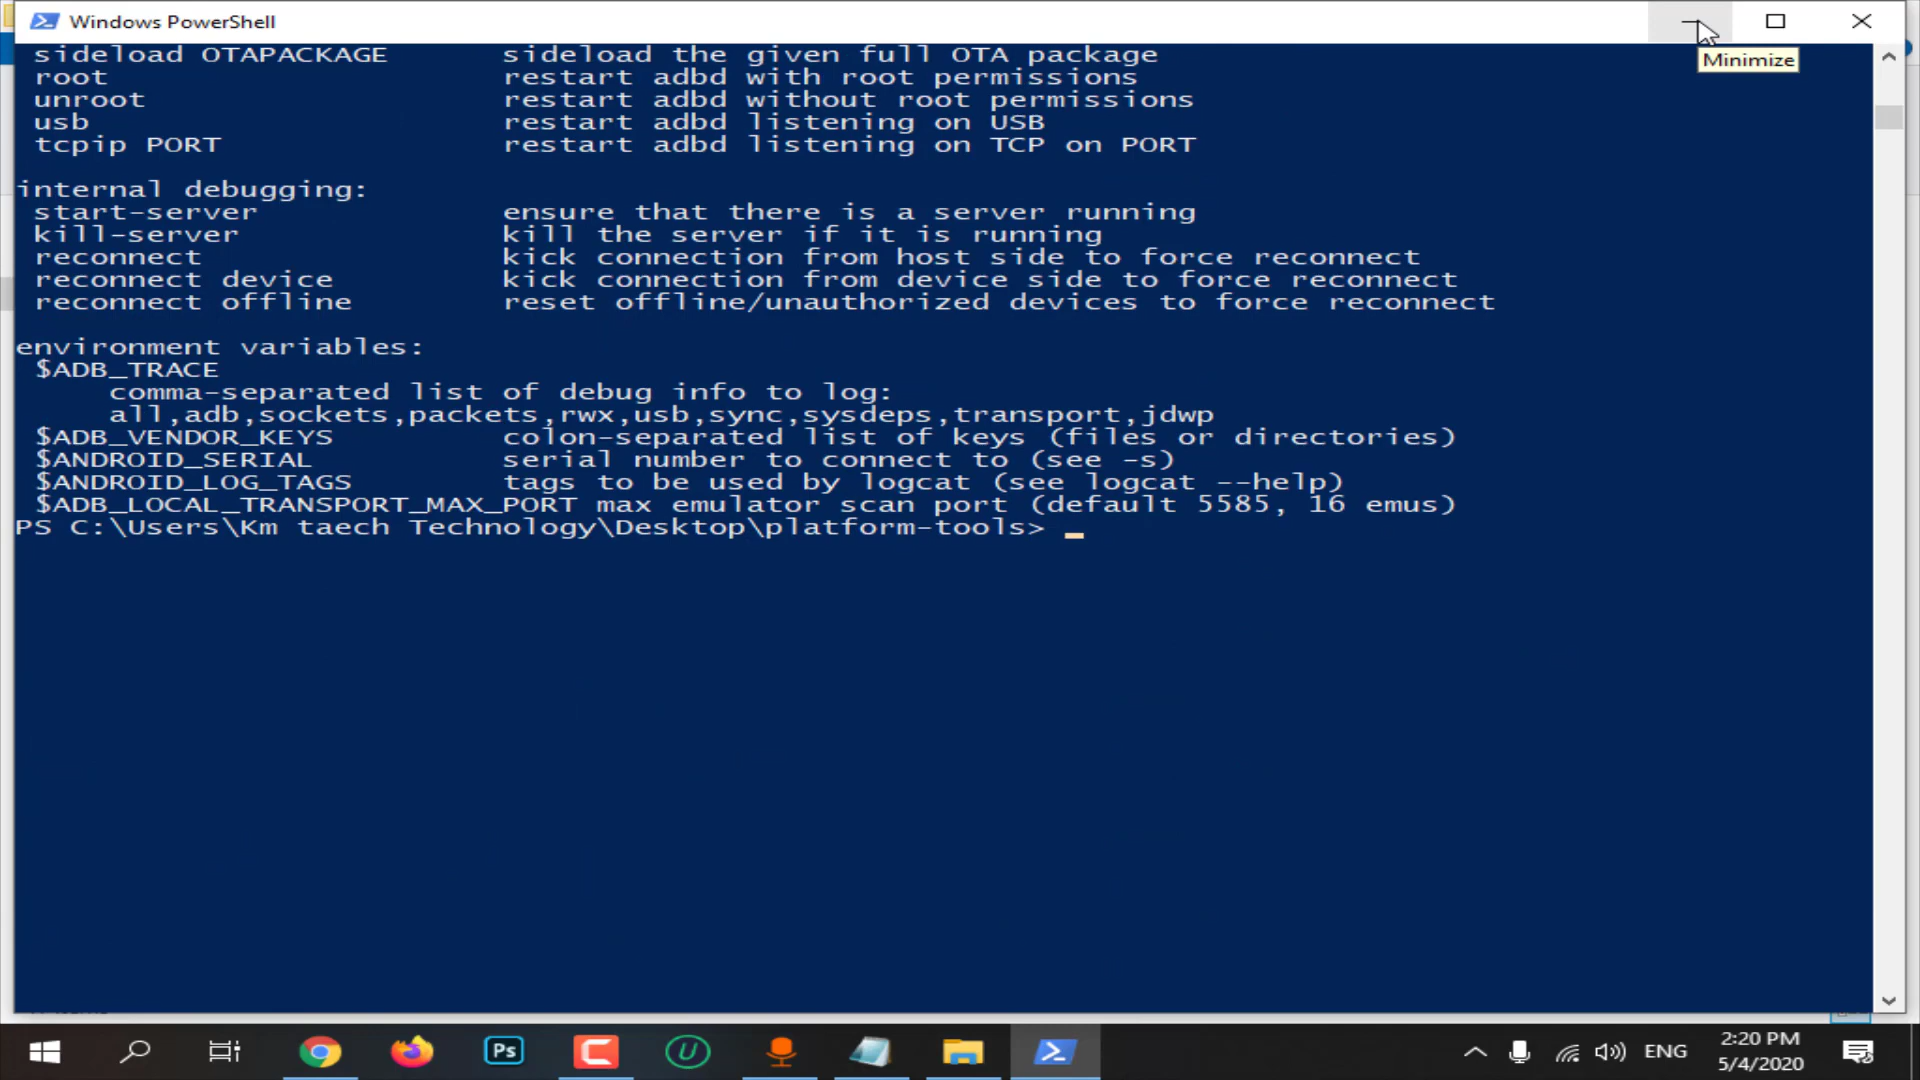 Windows PowerShell
Minimize
sideload OTAPACKAGE sideload the given full OTA package
root restart adbd with root permissions
unroot restart adbd without root permissions
usb restart adbd listening on USB
tcpip PORT restart adbd listening on TCP on PORT
internal debugging:
start-server ensure that there is a server running
kill-server kill the server if it is running
reconnect kick connection from host side to force reconnect
reconnect device kick connection from device side to force reconnect
reconnect offline reset offline/unauthorized devices to force reconnect
environment variables:
$ADB_TRACE
comma-separated list of debug info to log:
all,adb,sockets,packets,rwx,usb,sync,sysdeps,transport,jdwp
$ADB_VENDOR_KEYS colon-separated list of keys (files or directories)
$ANDROID_SERIAL serial number to connect to (see -s)
$ANDROID_LOG_TAGS tags to be used by logcat (see logcat --help)
$ADB_LOCAL_TRANSPORT_MAX_PORT max emulator scan port (default 5585, 16 emus)
PS C:\Users\Km taech Technology\Desktop\platform-tools>
Ps
ENG
2:20 PM
5/4/2020